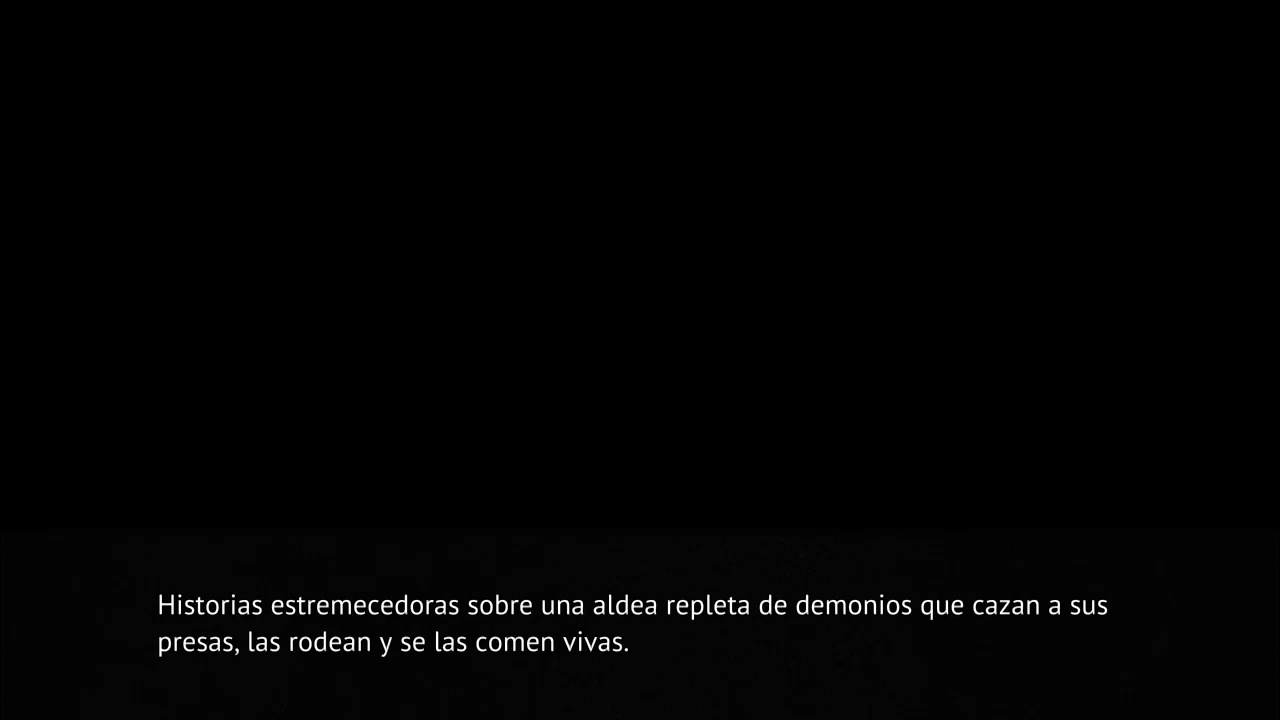 Historias estremecedoras sobre una aldea repleta de demonios que cazan a sus
presas, las rodean y se las comen vivas.